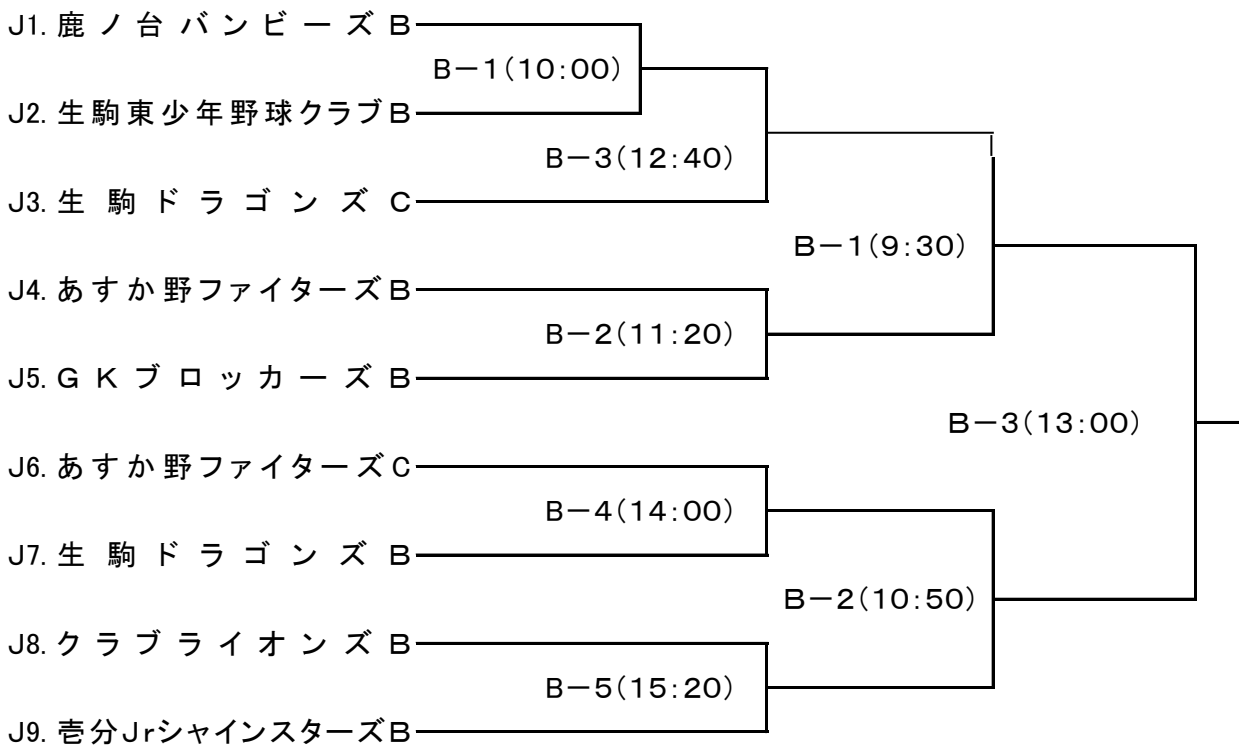 J1. 鹿ノ台バンビーズB
B－1(10:00)
J2. 生駒東少年野球クラブB
B－3(12:40)
J3. 生駒ドラゴンズC
B－1(9:30)
J4. あすか野ファイターズB
B－2(11:20)
J5. GKブロッカーズB
B－3(13:00)
J6. あすか野ファイターズC
B－4(14:00)
J7. 生駒ドラゴンズB
B－2(10:50)
J8. クラブライオンズB
B－5(15:20)
J9. 壱分JrシャインスターズB